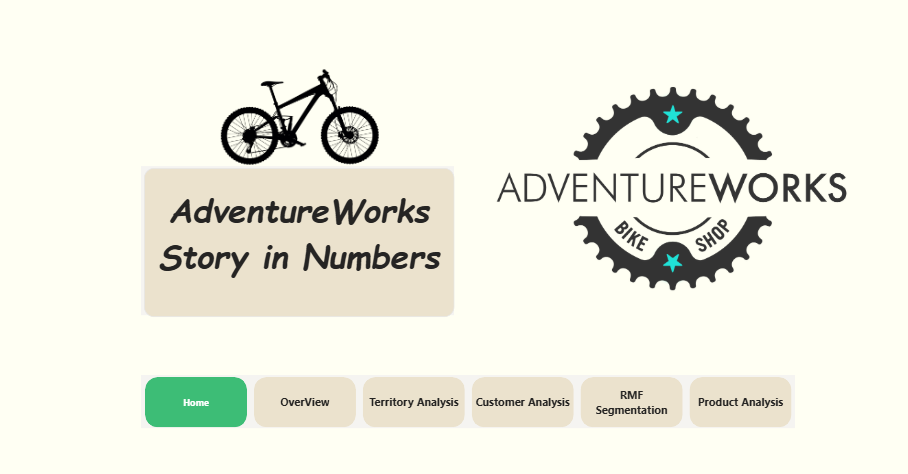 AdventureWorks
Story in Numbers
ADVENTUREWORKS
BIKE SHOP
Home
OverView
Territory Analysis
Customer Analysis
RMF
Segmentation
Product Analysis